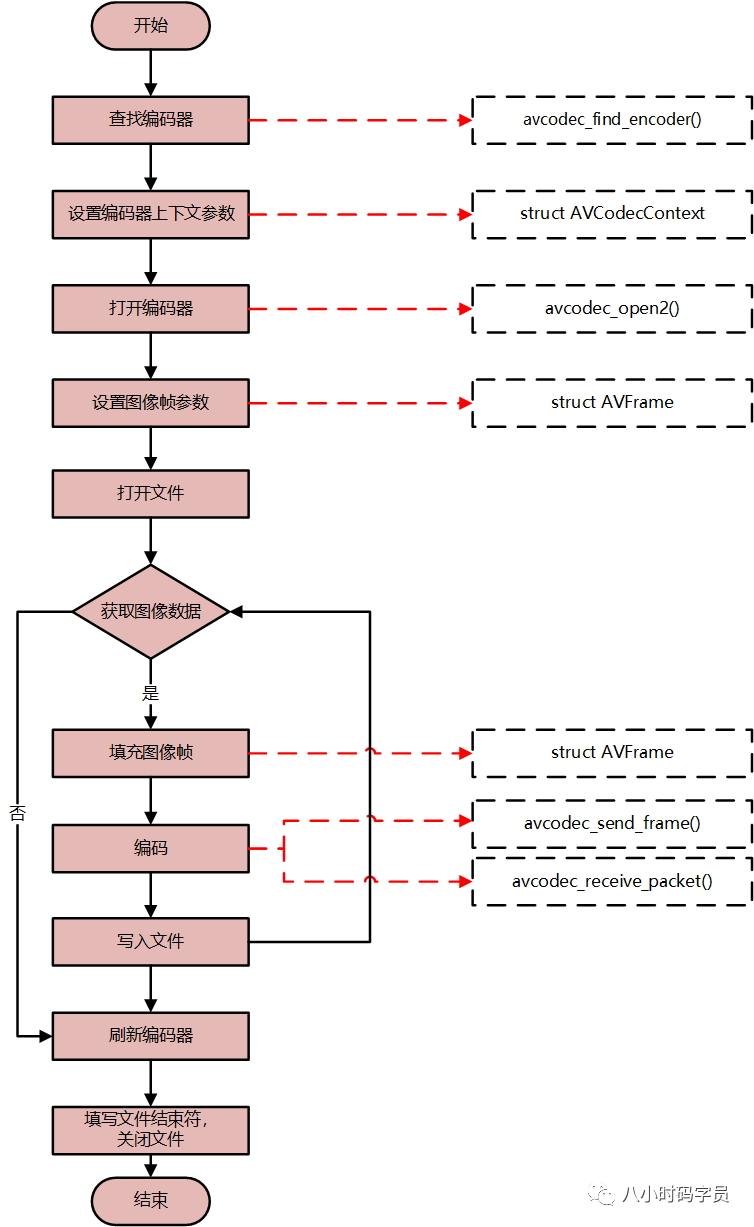 开始
查找编码器
avcodec_find_encoder()
设置编码器上下文参数
struct AVCodecContext
打开编码器
avcodec_open2()
设置图像帧参数
struct AVFrame
打开文件
获取图像数据
是
填充图像帧
struct AVFrame
否
编码
avcodec_send_frame()
avcodec_receive_packet()
写入文件
刷新编码器
填写文件结束符，
关闭文件
结束
八小时码字员